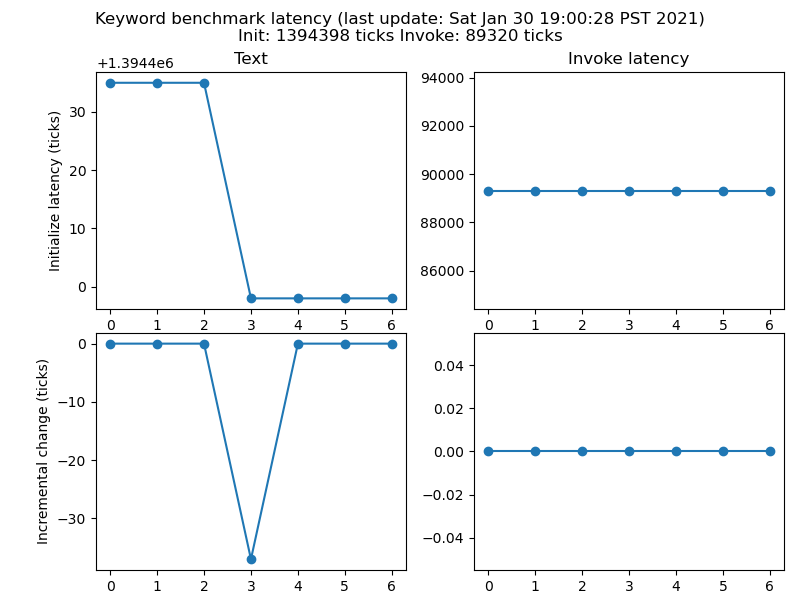 Keyword benchmark latency (last update: Sat Jan 30 19:00:28 PST 2021)
Init: 1394398 ticks Invoke: 89320 ticks
Text
+1.3944e6
Initialize latency (ticks)
30
20
10
0
0 1 2 3 4 5 6
Invoke latency
94000
92000
90000
88000
86000
0 1 2 3 4 5 6
Incremental change (ticks)
0
−10
−20
−30
0 1 2 3 4 5 6
0.04
0.02
0.00
−0.02
−0.04
0 1 2 3 4 5 6